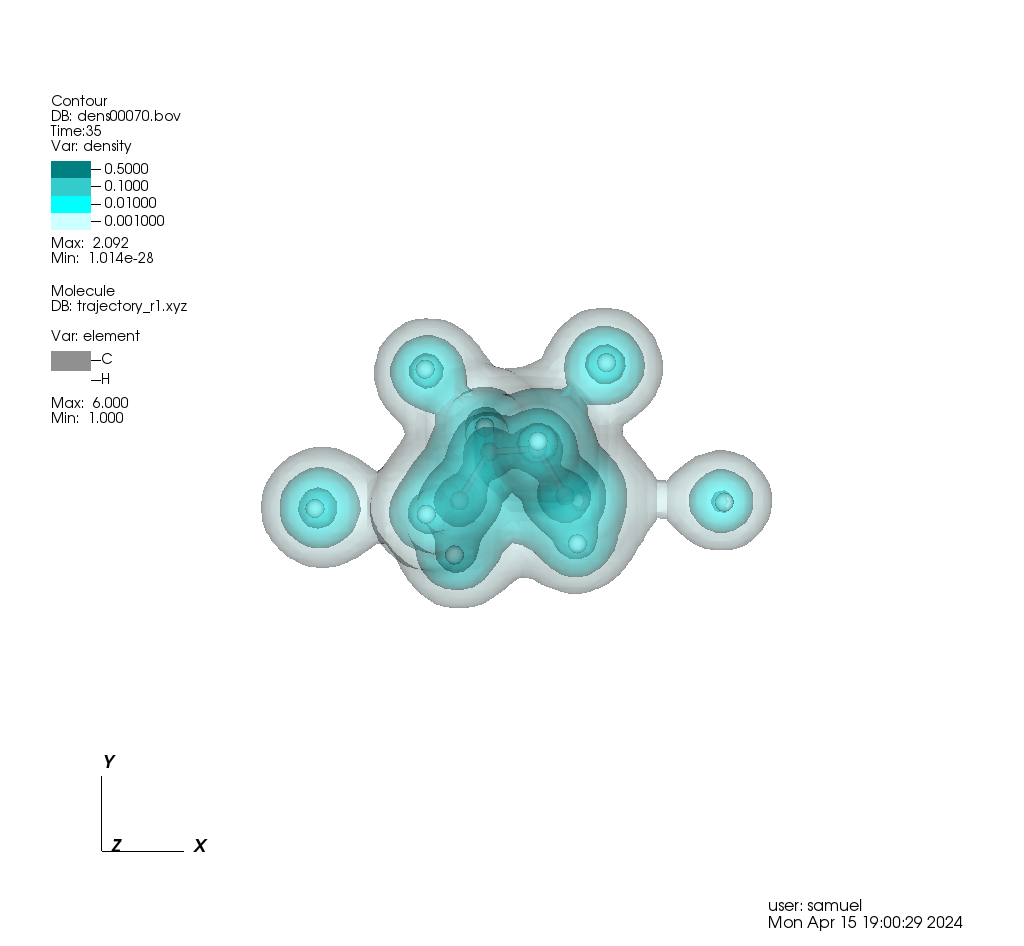 Contour
DB: dens00070.bov
Time:35
Var: density
0.5000
0.1000
0.01000
0.001000
Max: 2.092
Min: 1.014e-28
Molecule
DB: trajectory_r1.xyz
Var: element
C
H
Max: 6.000
Min: 1.000
Y
Z X
user: samuel
Mon Apr 15 19:00:29 2024